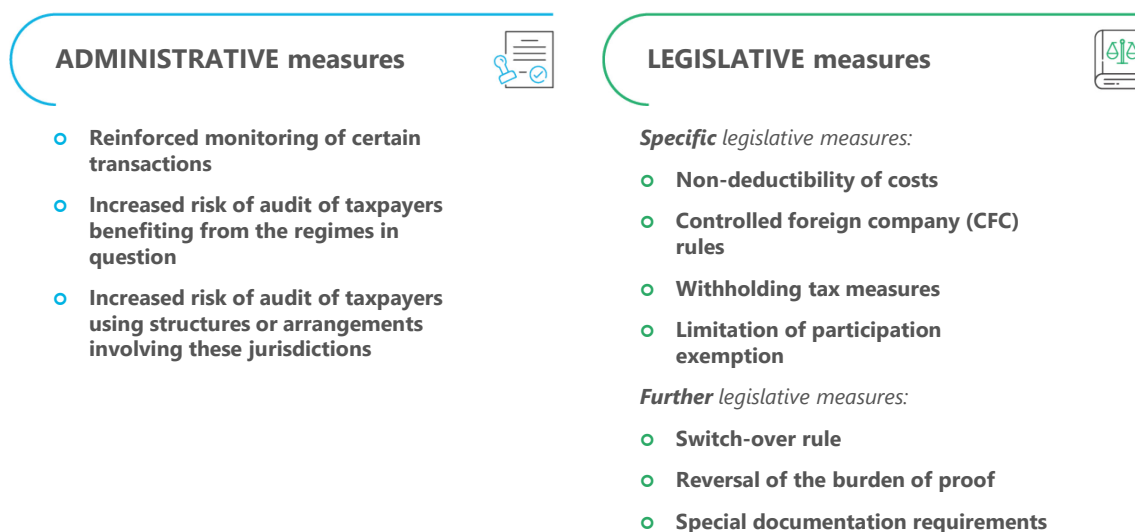 ADMINISTRATIVE measures
Reinforced monitoring of certain
transactions
Increased risk of audit of taxpayers
benefiting from the regimes in
question
Increased risk of audit of taxpayers
using structures or arrangements
involving these jurisdictions
LEGISLATIVE measures
Specific legislative measures:
Non-deductibility of costs
Controlled foreign company (CFC)
rules
Withholding tax measures
Limitation of participation
exemption
Further legislative measures:
Switch-over rule
Reversal of the burden of proof
Special documentation requirements